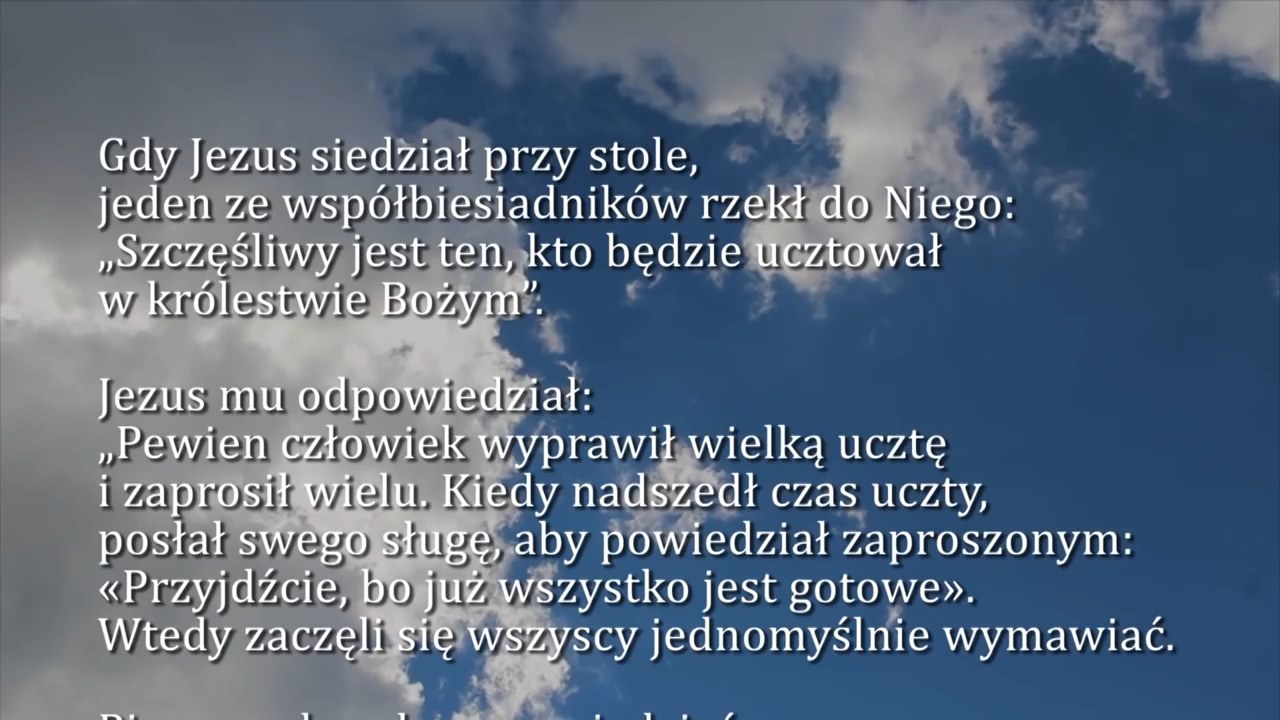 Gdy Jezus siedział przy stole,
jeden ze współbiesiadników rzekł do Niego:
„Szczęśliwy jest ten, kto będzie ucztował
w królestwie Bożym”.
Jezus mu odpowiedział:
„Pewien człowiek wyprawił wielką ucztę
i zaprosił wielu. Kiedy nadszedł czas uczty,
posłał swego sługę, aby powiedział zaproszonym:
«Przyjdźcie, bo już wszystko jest gotowe».
Wtedy zaczęli się wszyscy jednomyślnie wymawiać.